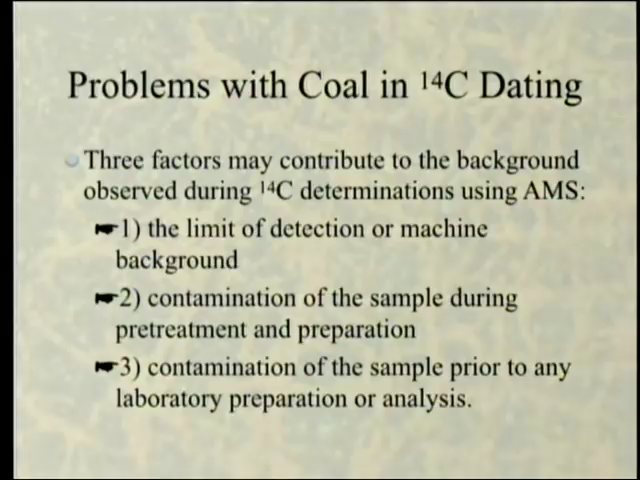 Problems with Coal in ¹⁴C Dating
Three factors may contribute to the background
observed during ¹⁴C determinations using AMS:
1) the limit of detection or machine
background
2) contamination of the sample during
pretreatment and preparation
3) contamination of the sample prior to any
laboratory preparation or analysis.